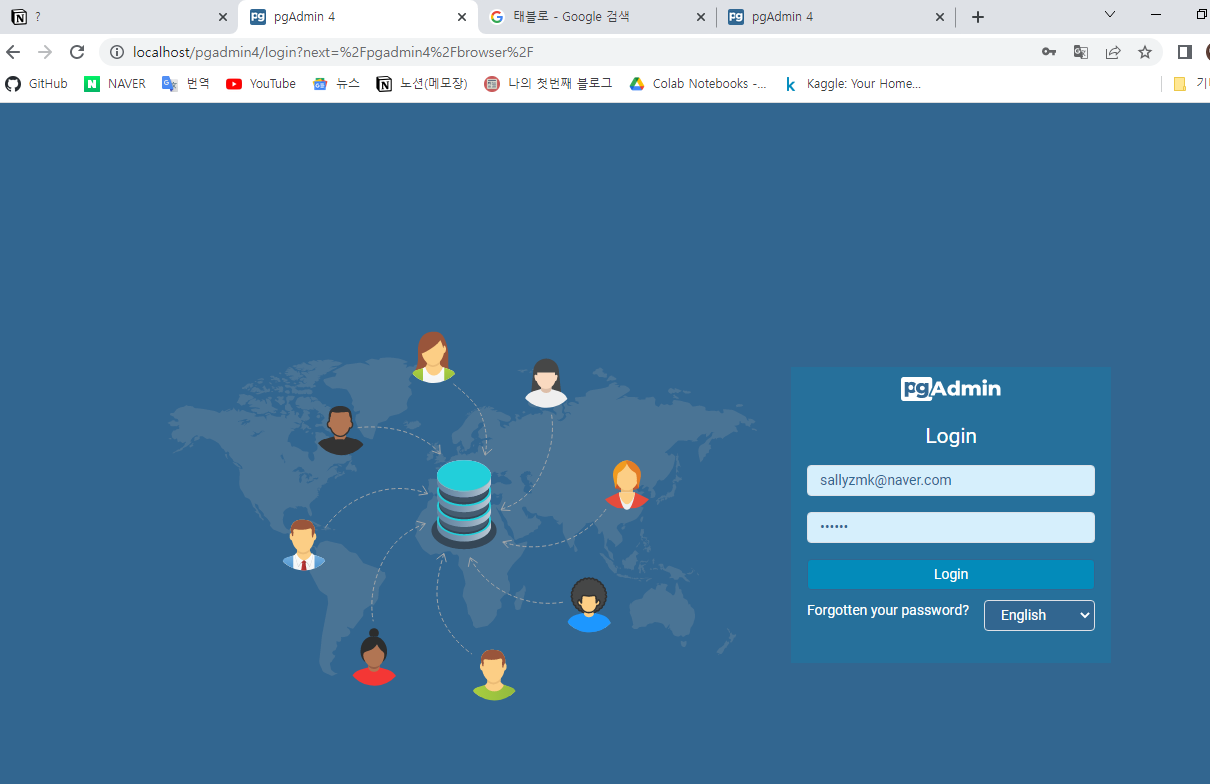 ?
pgAdmin 4
태블로 - Google 검색
pgAdmin 4
localhost/pgadmin4/login?next=%2Fpgadmin4%2Fbrowser%2F
GitHub
NAVER
번역
YouTube
뉴스
노션(메모장)
나의 첫번째 블로그
Colab Notebooks -...
Kaggle: Your Home...
pgAdmin
Login
sallyzmk@naver.com
••••••
Login
Forgotten your password?
English